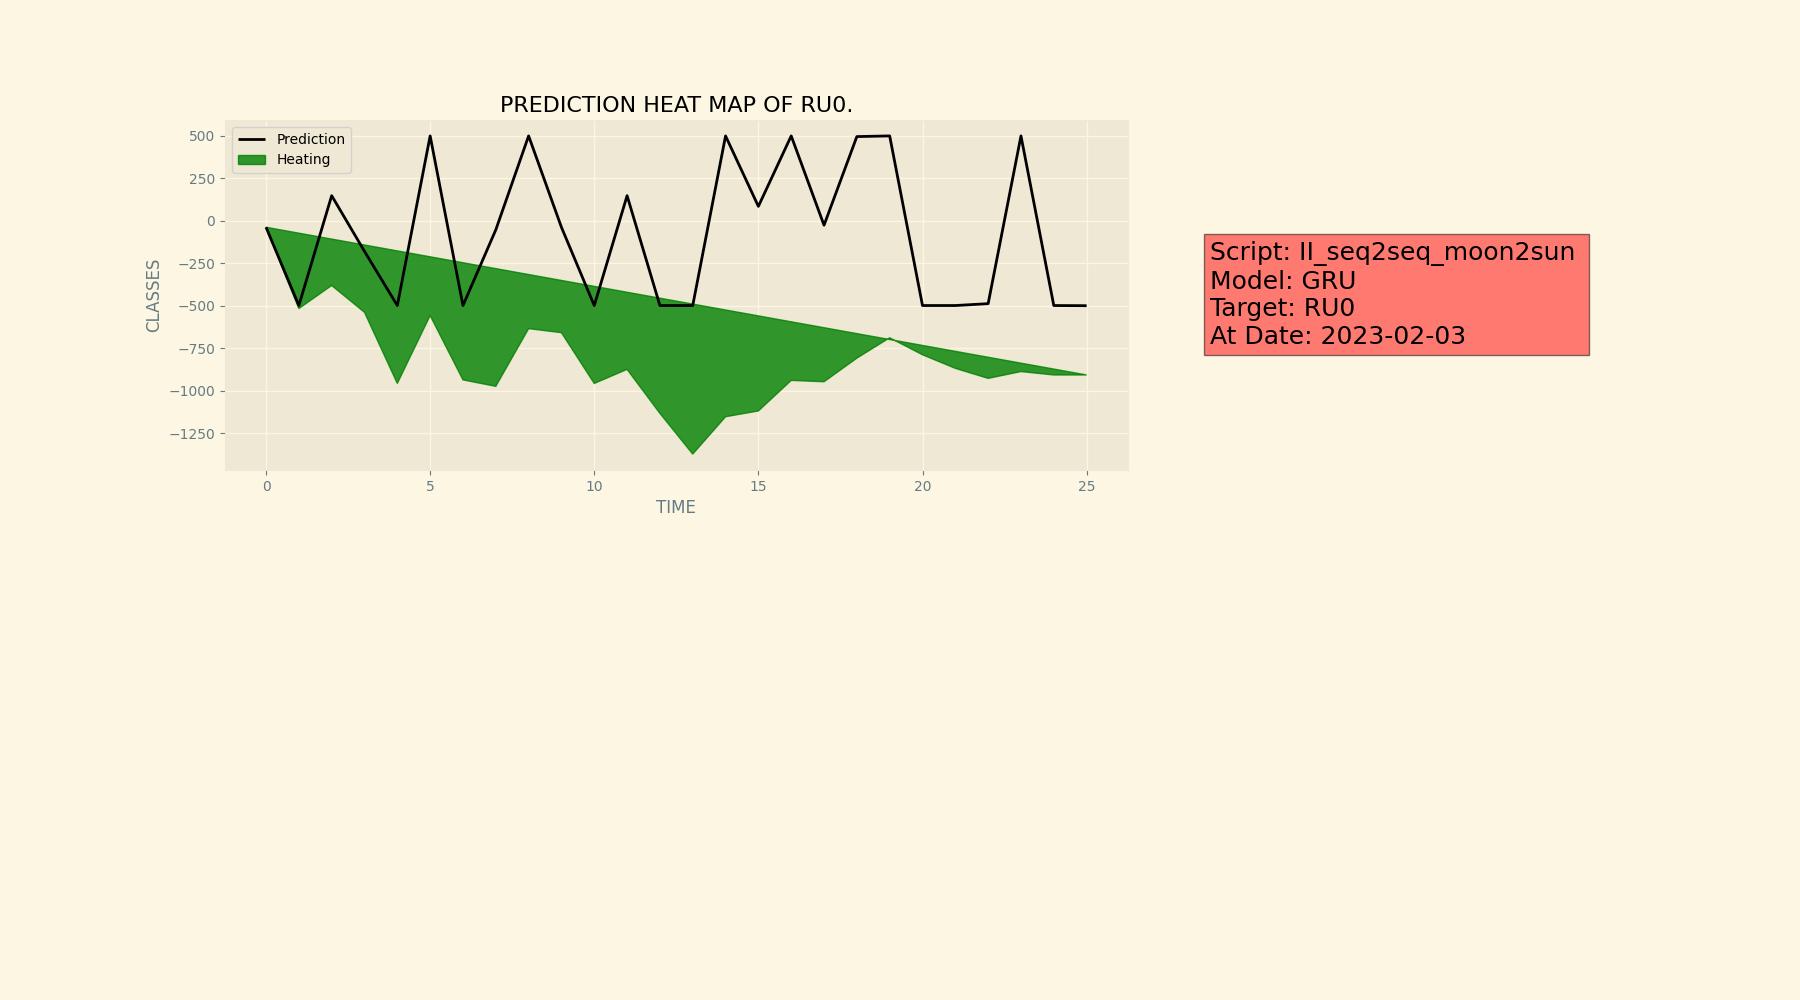 PREDICTION HEAT MAP OF RU0.
Prediction
Heating
500
250
0
−250
−500
−750
−1000
−1250
CLASSES
0 5 10 15 20 25
TIME
Script: II_seq2seq_moon2sun
Model: GRU
Target: RU0
At Date: 2023-02-03